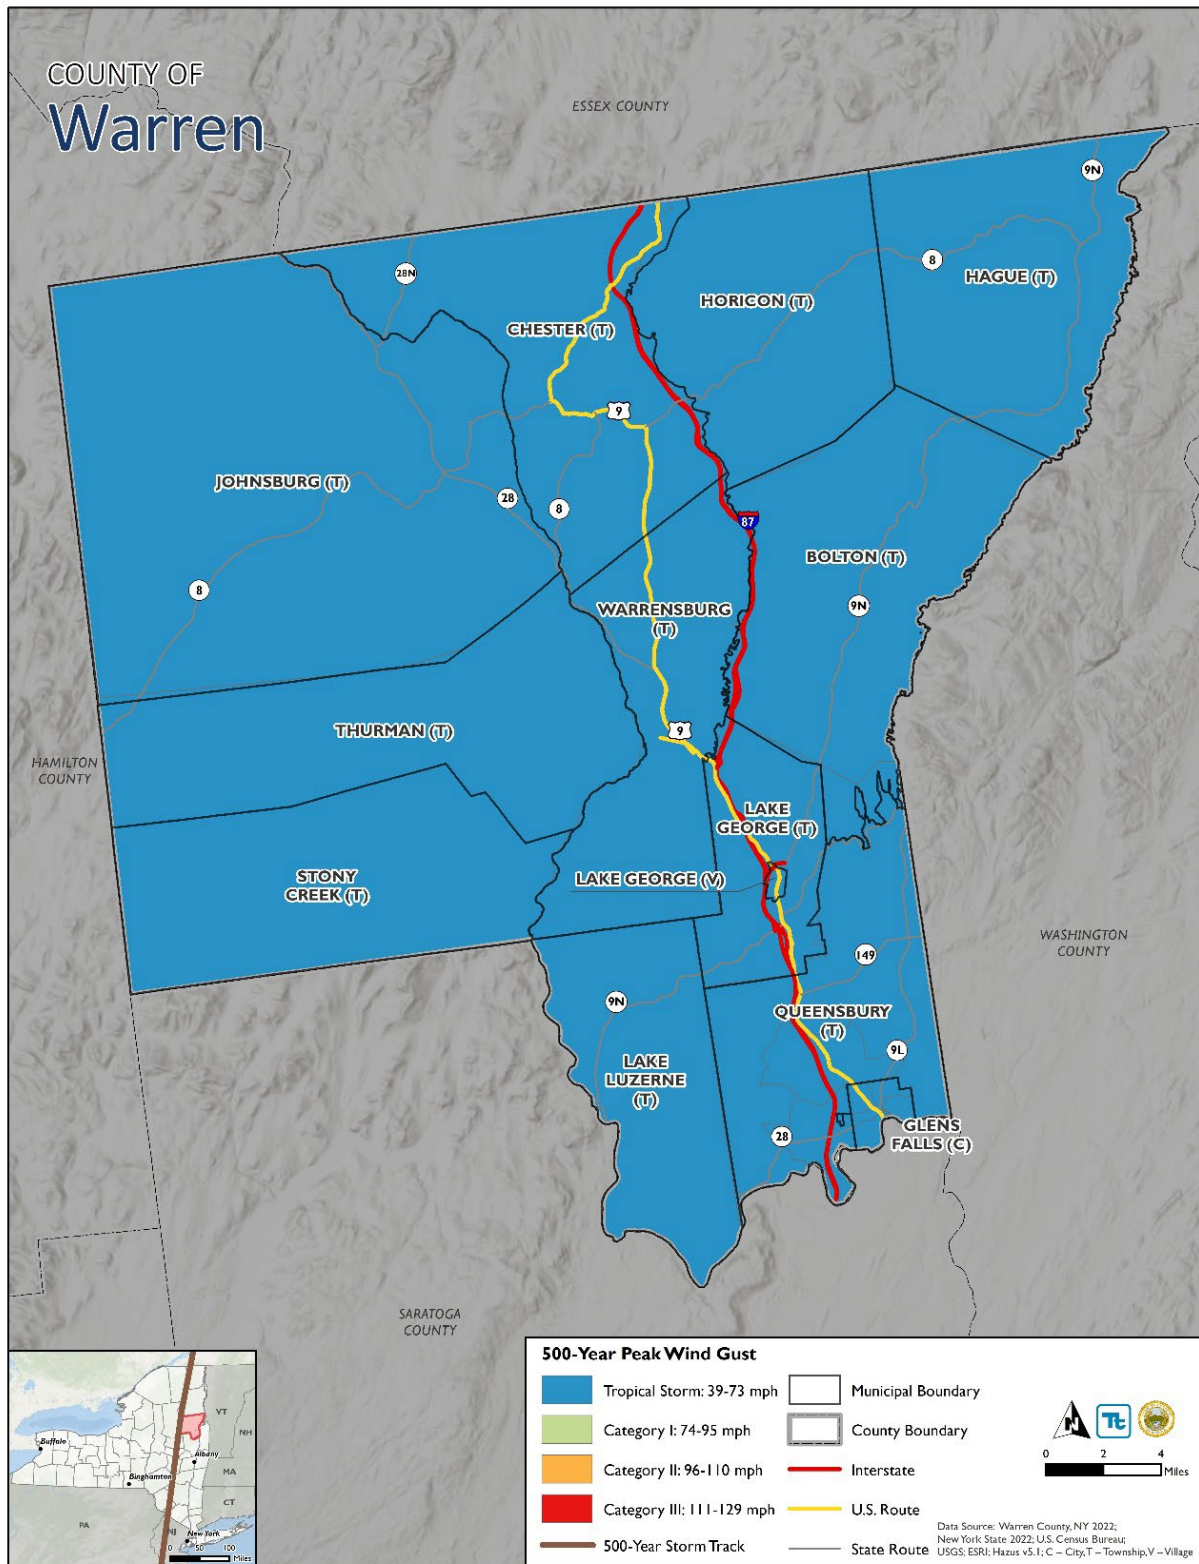 COUNTY OF
Warren
ESSEX COUNTY
9N
28N
8
HAGUE (T)
HORICON (T)
CHESTER (T)
9
JOHNSBURG (T)
28
8
87
BOLTON (T)
8
9N
WARRENSBURG
(T)
THURMAN (T)
9
HAMILTON
COUNTY
LAKE
GEORGE (T)
STONY
CREEK (T)
LAKE GEORGE (V)
WASHINGTON
COUNTY
149
9N
QUEENSBURY
(T)
9L
LAKE
LUZERNE
(T)
GLENS
FALLS (C)
28
SARATOGA
COUNTY
VT
NH
Buffalo
Albany
MA
Binghamton
CT
PA
NJ
New York
0 50 100
Miles
500-Year Peak Wind Gust
Tropical Storm: 39-73 mph
Category I: 74-95 mph
Category II: 96-110 mph
Category III: 111-129 mph
500-Year Storm Track
Municipal Boundary
County Boundary
Interstate
U.S. Route
State Route
N
Tt
0 2 4
Miles
Data Source: Warren County, NY 2022;
New York State 2022; U.S. Census Bureau;
USGS; ESRI; Hazus v5.1; C – City, T – Township, V – Village